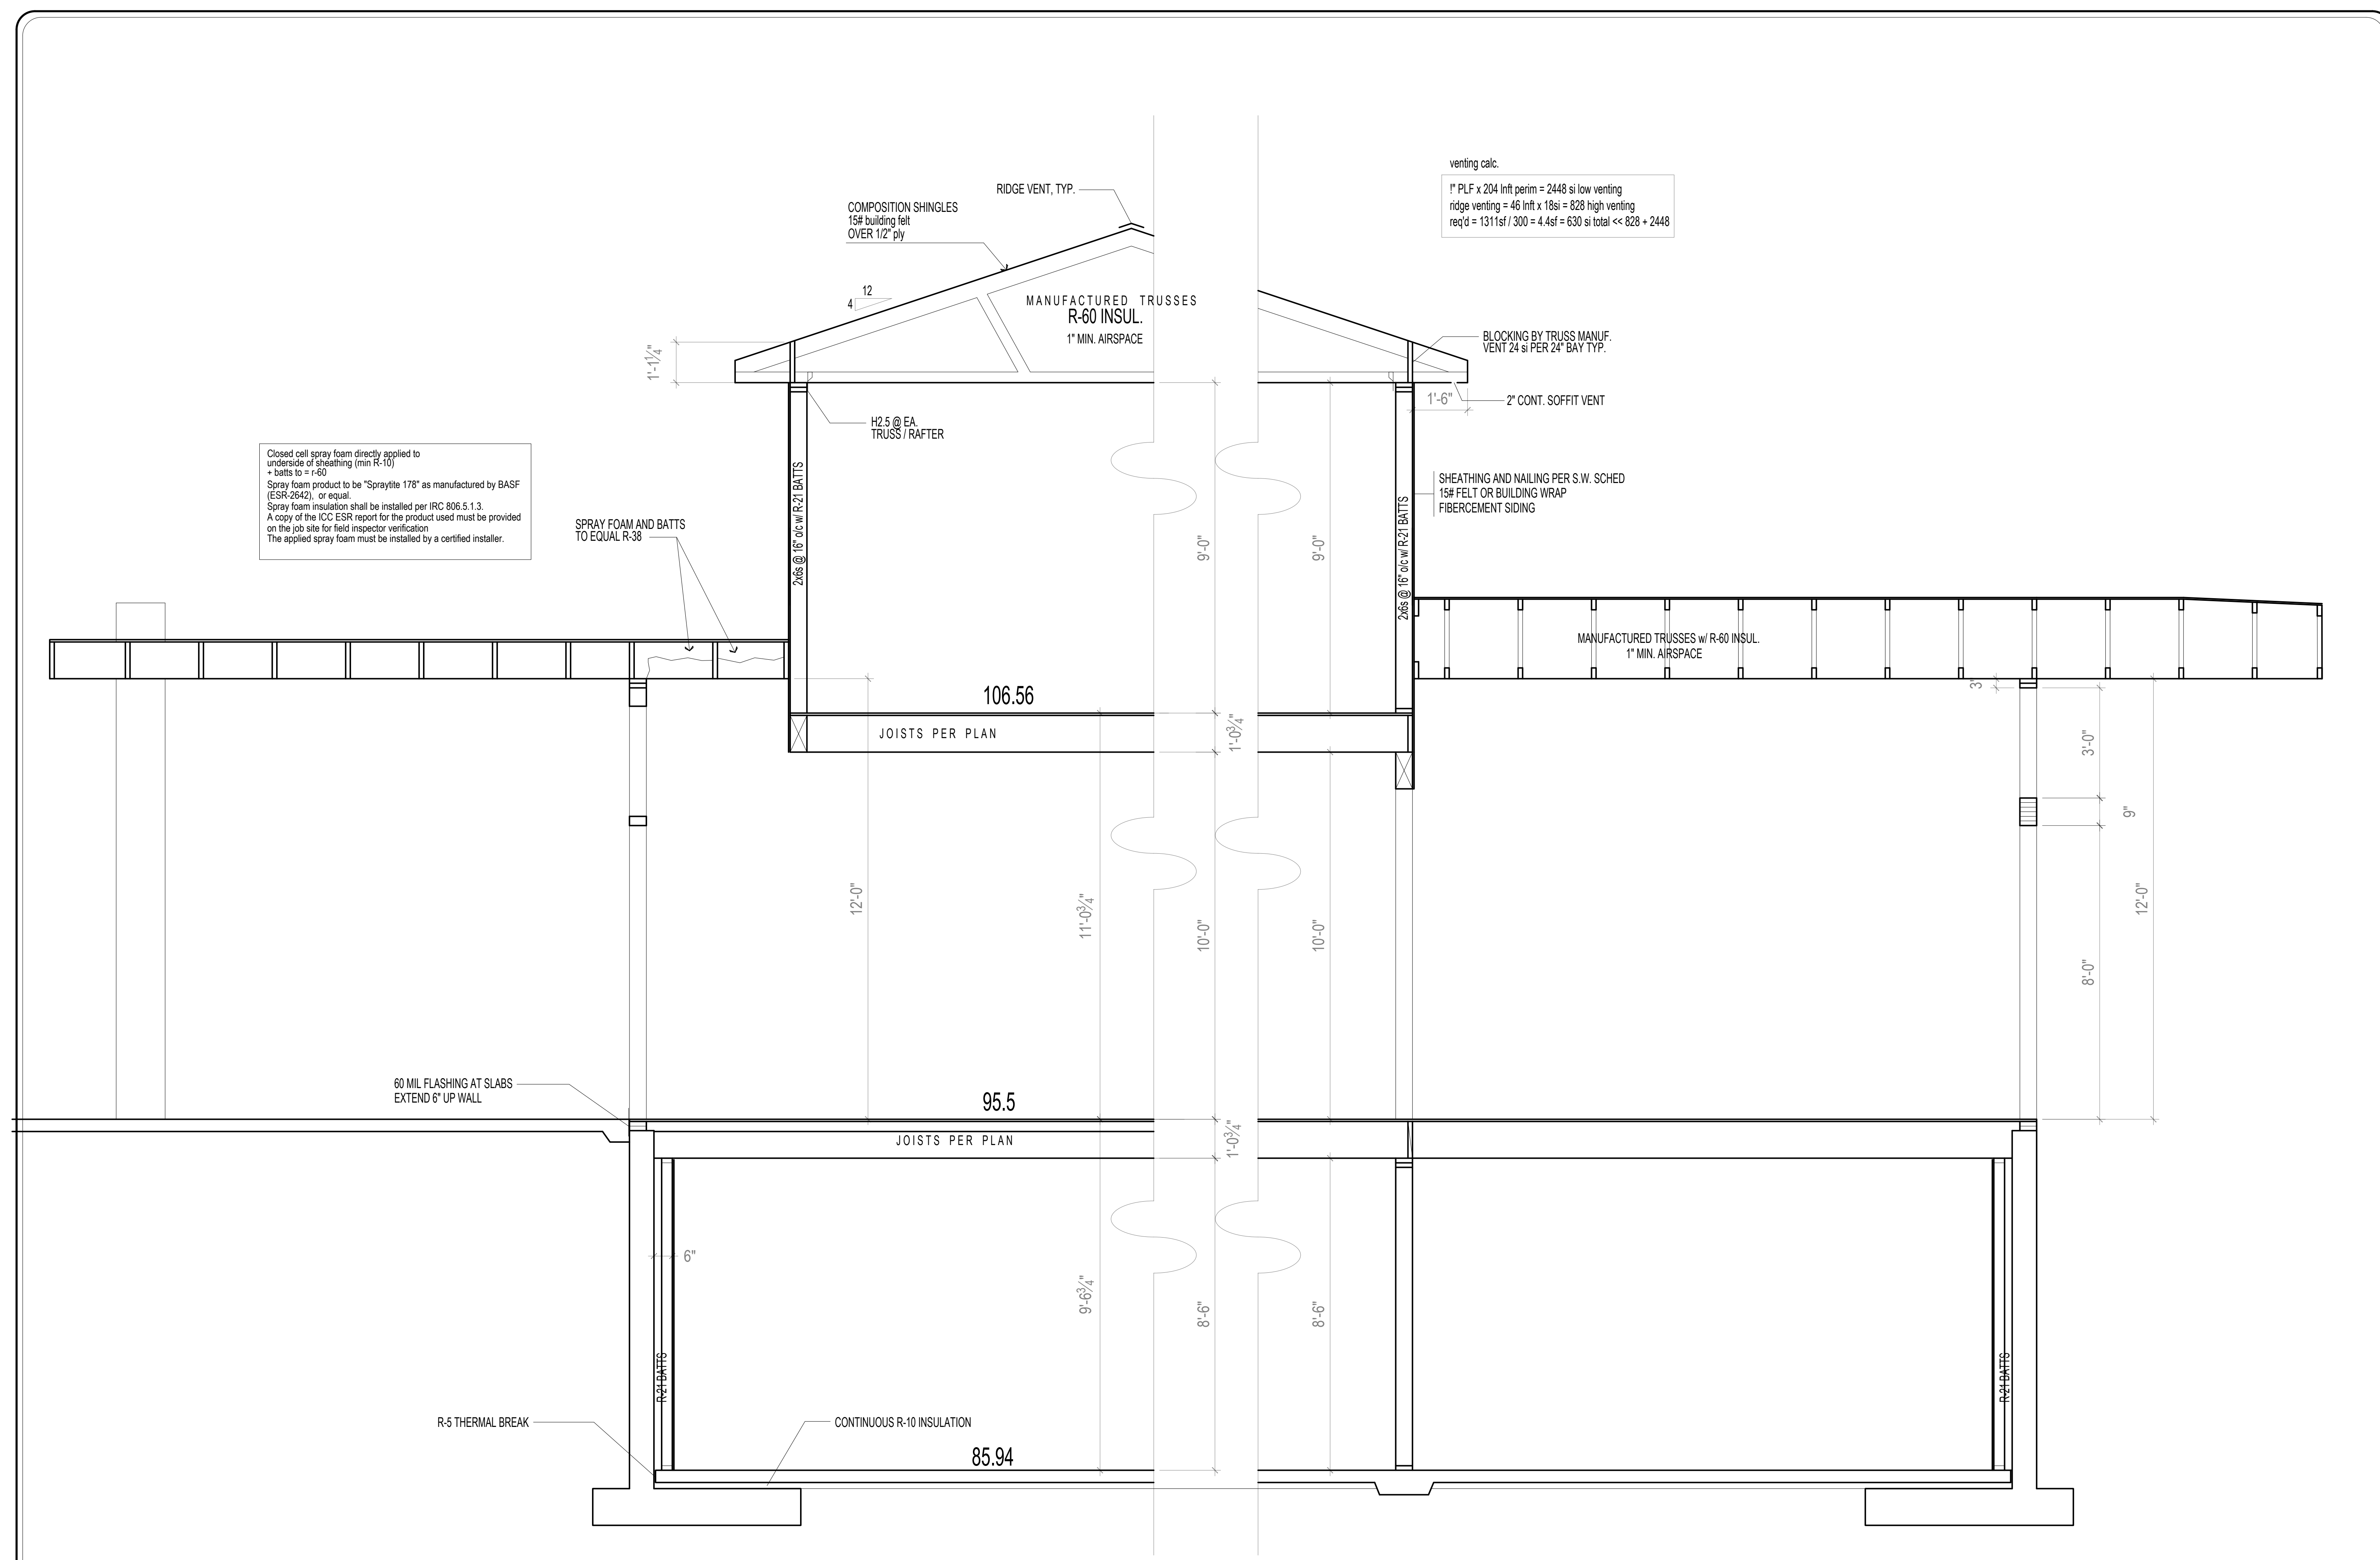 venting calc.
!" PLF x 204 lnft perim = 2448 si low venting
ridge venting = 46 lnft x 18si = 828 high venting
req'd = 1311sf / 300 = 4.4sf = 630 si total << 828 + 2448
RIDGE VENT, TYP.
COMPOSITION SHINGLES
15# building felt
OVER 1/2" ply
12
4
MANUFACTURED TRUSSES
R-60 INSUL.
1" MIN. AIRSPACE
1'-1¼"
BLOCKING BY TRUSS MANUF.
VENT 24 si PER 24" BAY TYP.
1'-6"
2" CONT. SOFFIT VENT
H2.5 @ EA.
TRUSS / RAFTER
Closed cell spray foam directly applied to
underside of sheathing (min R-10)
+ batts to = r-60
Spray foam product to be "Spraytite 178" as manufactured by BASF
(ESR-2642), or equal.
Spray foam insulation shall be installed per IRC 806.5.1.3.
A copy of the ICC ESR report for the product used must be provided
on the job site for field inspector verification
The applied spray foam must be installed by a certified installer.
SPRAY FOAM AND BATTS
TO EQUAL R-38
2x6s @ 16" o/c w/ R-21 BATTS
9'-0"
9'-0"
2x6s @ 16" o/c w/ R-21 BATTS
SHEATHING AND NAILING PER S.W. SCHED
15# FELT OR BUILDING WRAP
FIBERCEMENT SIDING
MANUFACTURED TRUSSES w/ R-60 INSUL.
1" MIN. AIRSPACE
3"
106.56
JOISTS PER PLAN
1'-0¾"
3'-0"
9"
12'-0"
11'-0¾"
10'-0"
10'-0"
8'-0"
12'-0"
60 MIL FLASHING AT SLABS
EXTEND 6" UP WALL
95.5
JOISTS PER PLAN
1'-0¾"
6"
9'-6¾"
8'-6"
8'-6"
R-21 BATTS
R-21 BATTS
R-5 THERMAL BREAK
CONTINUOUS R-10 INSULATION
85.94